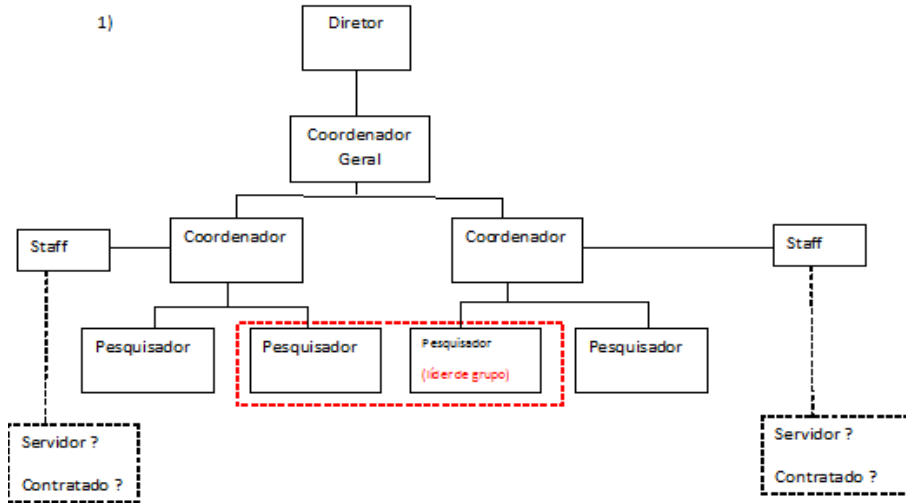 1)
Diretor
Coordenador
Geral
Staff
Coordenador
Coordenador
Staff
Pesquisador
Pesquisador
Pesquisador
(líder de grupo)
Pesquisador
Servidor ?
Contratado ?
Servidor ?
Contratado ?